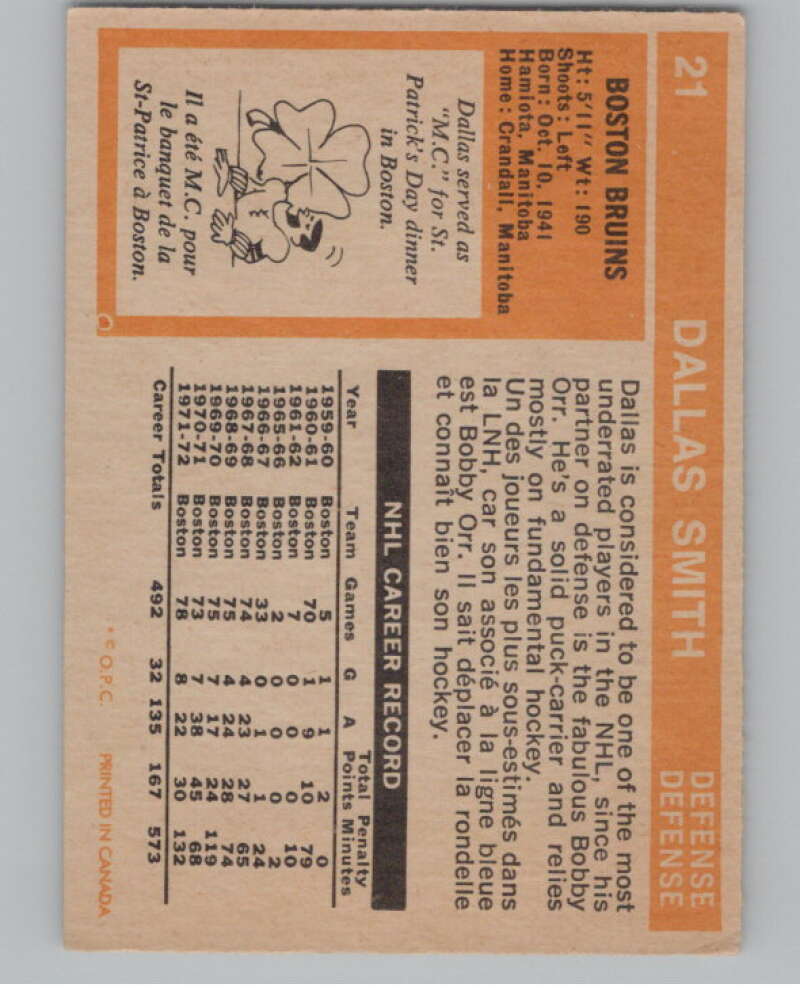 21 DALLAS SMITH DEFENSE
DEFENSE
BOSTON BRUINS
Ht: 5'11" Wt: 190
Shoots: Left
Born: Oct. 10, 1941
Hamiota, Manitoba
Home: Crandall, Manitoba
Dallas served as
"M.C." for St.
Patrick's Day dinner
in Boston.
Il a été M.C. pour
le banquet de la
St-Patrice à Boston.
Dallas is considered to be one of the most
underrated players in the NHL, since his
partner on defense is the fabulous Bobby
Orr. He's a solid puck-carrier and relies
mostly on fundamental hockey.
Un des joueurs les plus sous-estimés dans
la LNH, car son associé à la ligne bleue
est Bobby Orr. Il sait déplacer la rondelle
et connaît bien son hockey.
NHL CAREER RECORD
Total Penalty
Year Team Games G A Points Minutes
1959-60 Boston 5 1 1 2 0
1960-61 Boston 70 1 9 10 79
1961-62 Boston 7 0 0 0 10
1965-66 Boston 2 0 0 0 2
1966-67 Boston 33 0 1 1 24
1967-68 Boston 74 4 23 27 65
1968-69 Boston 75 4 24 28 74
1969-70 Boston 75 7 17 24 119
1970-71 Boston 73 7 38 45 68
1971-72 Boston 78 8 22 30 132
Career Totals 492 32 135 167 573
* © O.P.C. PRINTED IN CANADA